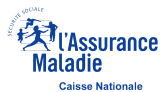 SÉCURITÉ SOCIALE
l'Assurance
Maladie
Caisse Nationale